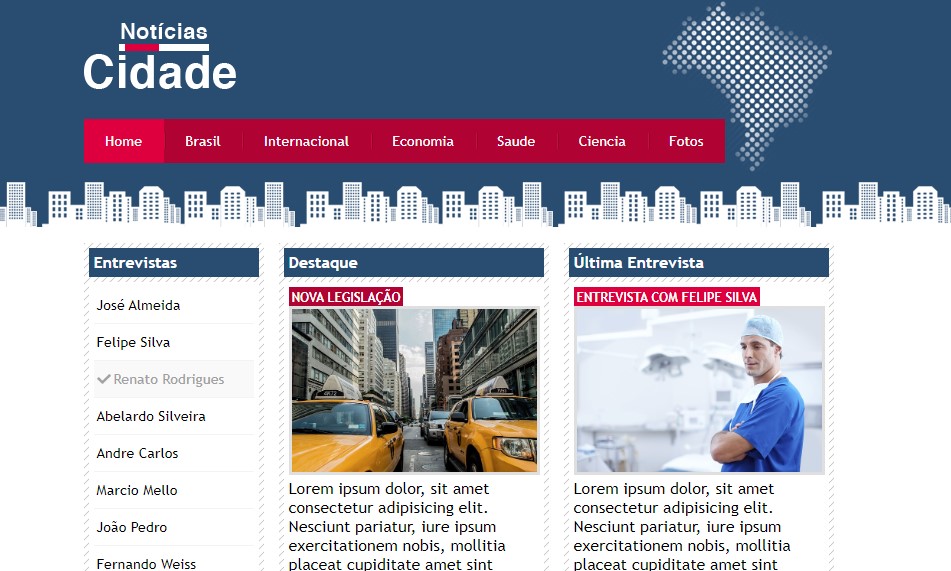 Notícias
Cidade
Home Brasil Internacional Economia Saude Ciencia Fotos
Entrevistas
José Almeida
Felipe Silva
Renato Rodrigues
Abelardo Silveira
Andre Carlos
Marcio Mello
João Pedro
Fernando Weiss
Destaque
NOVA LEGISLAÇÃO
Lorem ipsum dolor, sit amet
consectetur adipisicing elit.
Nesciunt pariatur, iure ipsum
exercitationem nobis, mollitia
placeat cupiditate amet sint
Última Entrevista
ENTREVISTA COM FELIPE SILVA
Lorem ipsum dolor, sit amet
consectetur adipisicing elit.
Nesciunt pariatur, iure ipsum
exercitationem nobis, mollitia
placeat cupiditate amet sint